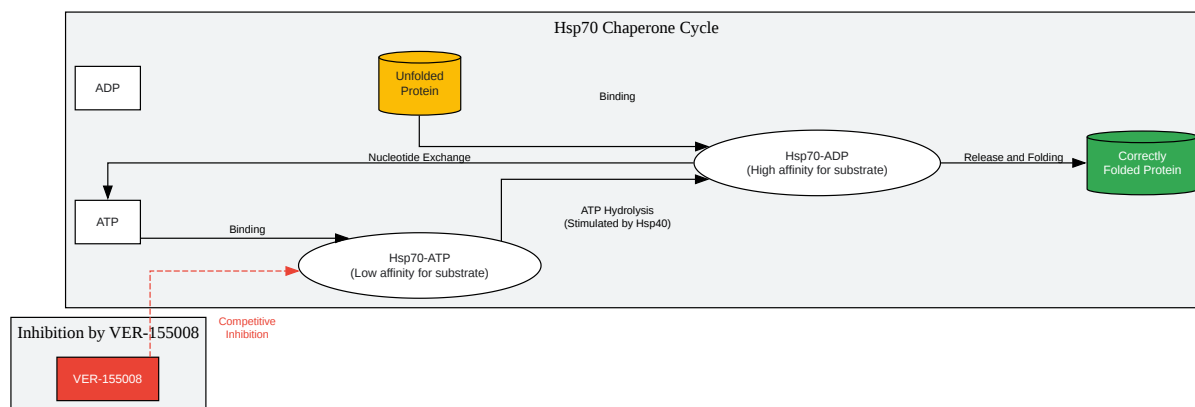 Hsp70 Chaperone Cycle
Unfolded
Protein
ADP
Binding
Correctly
Folded Protein
Hsp70-ADP
(High affinity for substrate)
Nucleotide Exchange
Release and Folding
ATP
ATP Hydrolysis
(Stimulated by Hsp40)
Binding
Hsp70-ATP
(Low affinity for substrate)
Competitive
Inhibition
Inhibition by VER-155008
VER-155008